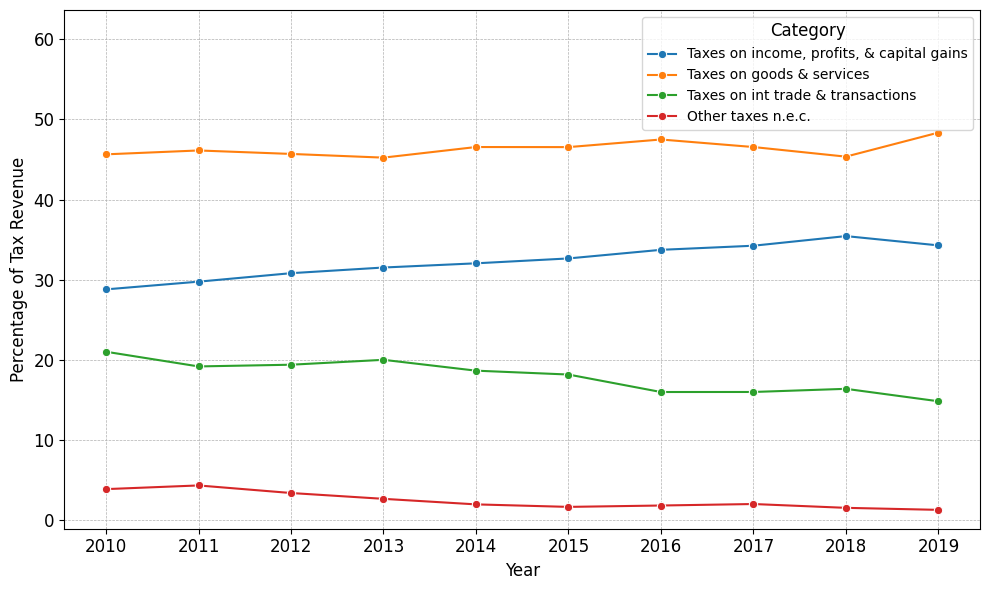 Category
Taxes on income, profits, & capital gains
Taxes on goods & services
Taxes on int trade & transactions
Other taxes n.e.c.
Percentage of Tax Revenue
60
50
40
30
20
10
0
2010 2011 2012 2013 2014 2015 2016 2017 2018 2019
Year